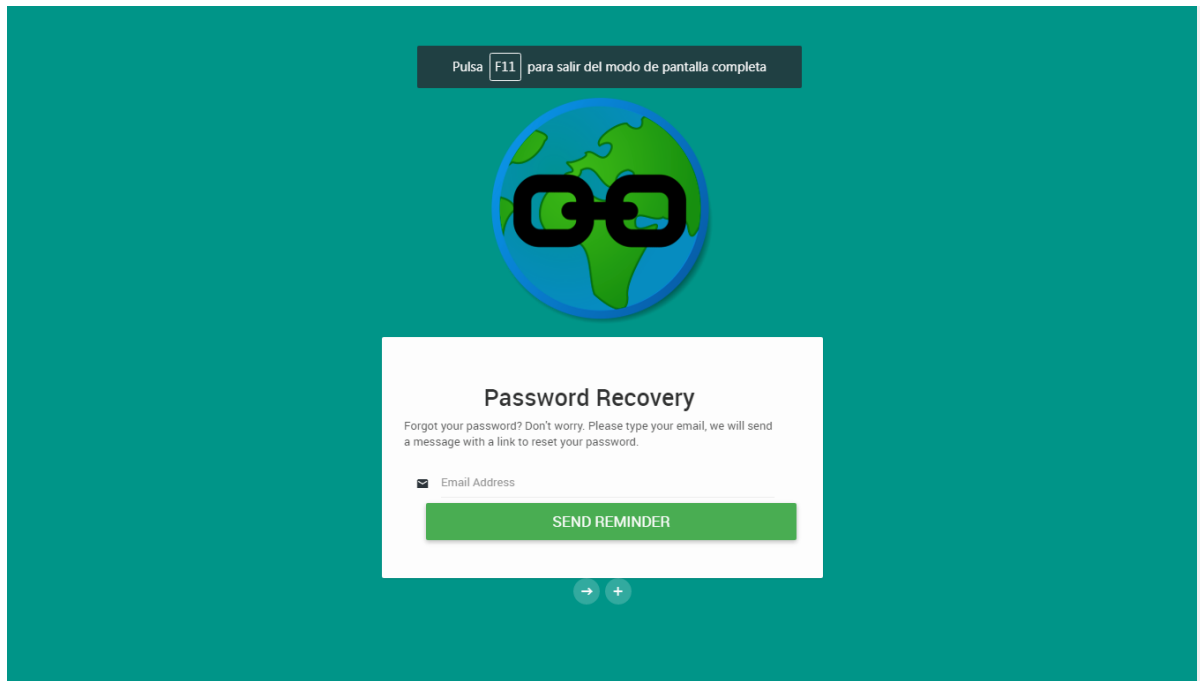 Pulsa F11 para salir del modo de pantalla completa
Password Recovery
Forgot your password? Don't worry. Please type your email, we will send
a message with a link to reset your password.
Email Address
SEND REMINDER